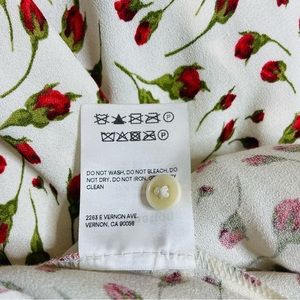 DO NOT WASH, DO NOT BLEACH, DO
NOT DRY, DO NOT IRON,
CLEAN
2263 E VERNON AVE.
VERNON, CA 90058